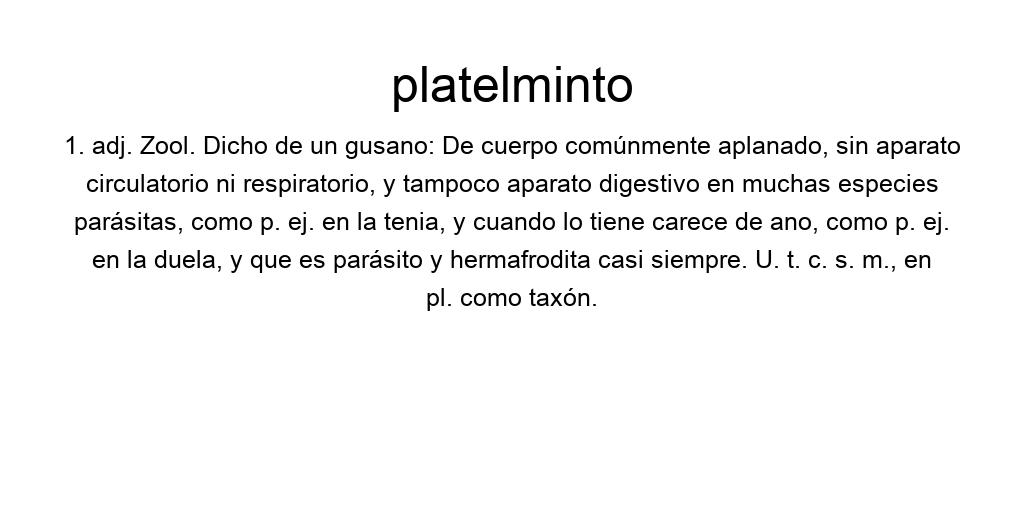 platelminto
1. adj. Zool. Dicho de un gusano: De cuerpo comúnmente aplanado, sin aparato
circulatorio ni respiratorio, y tampoco aparato digestivo en muchas especies
parásitas, como p. ej. en la tenia, y cuando lo tiene carece de ano, como p. ej.
en la duela, y que es parásito y hermafrodita casi siempre. U. t. c. s. m., en
pl. como taxón.